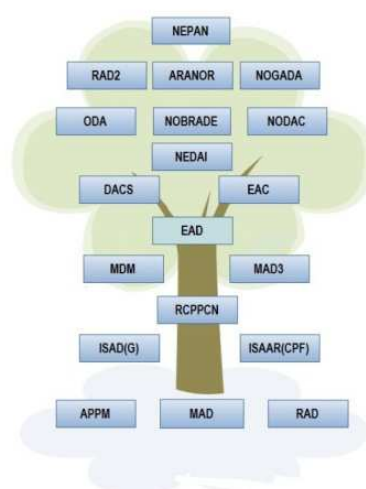 NEPAN
RAD2 ARANOR NOGADA
ODA NOBRADE NODAC
NEDAI
DACS EAC
EAD
MDM MAD3
RCPPCN
ISAD(G) ISAAR(CPF)
APPM MAD RAD